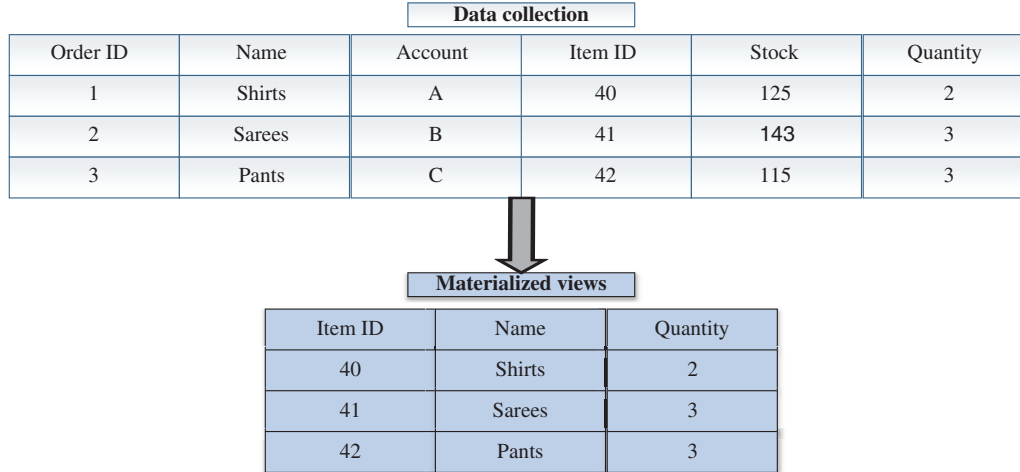 Data collection
Order ID Name Account Item ID Stock Quantity
1 Shirts A 40 125 2
2 Sarees B 41 143 3
3 Pants C 42 115 3
Materialized views
Item ID Name Quantity
40 Shirts 2
41 Sarees 3
42 Pants 3